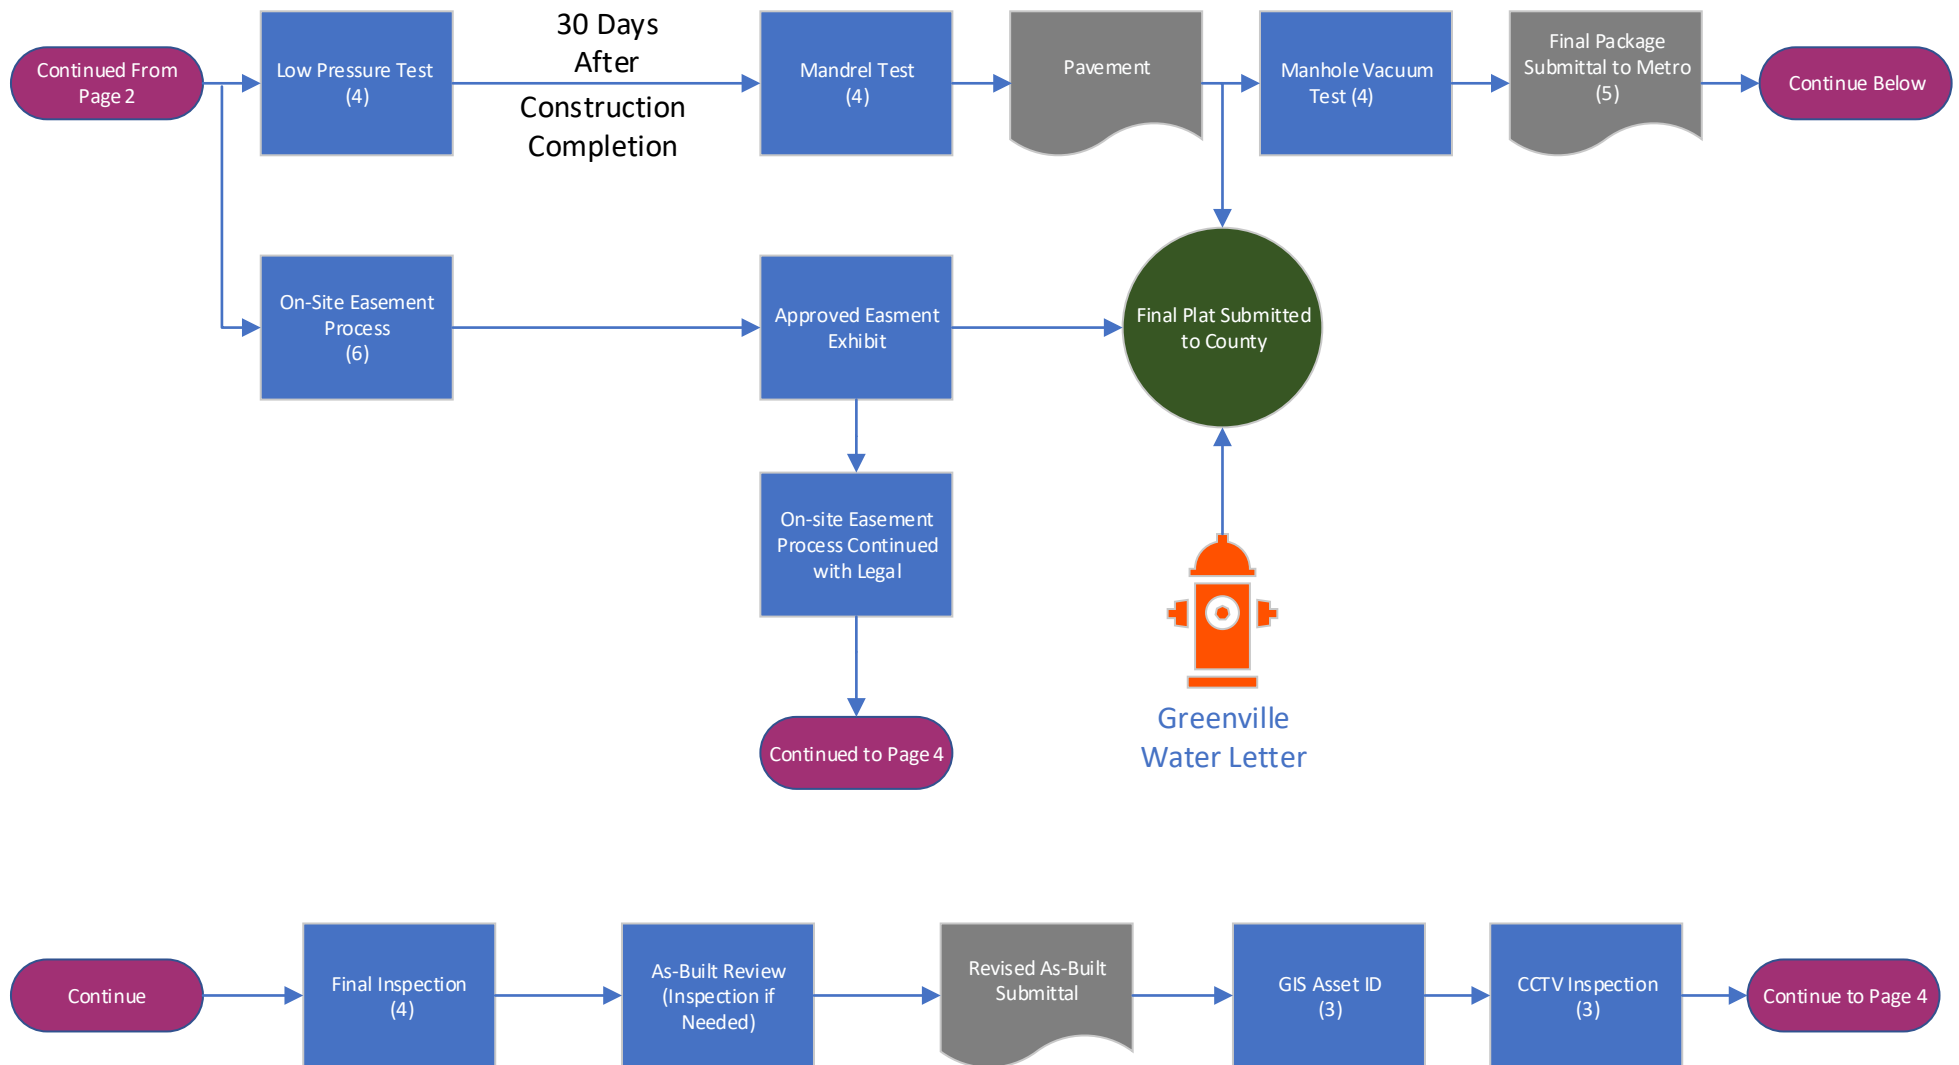 Continued From
Page 2
Low Pressure Test
(4)
30 Days
After
Construction
Completion
Mandrel Test
(4)
Pavement
Manhole Vacuum
Test (4)
Final Package
Submittal to Metro
(5)
Continue Below
On-Site Easement
Process
(6)
Approved Easment
Exhibit
Final Plat Submitted
to County
On-site Easement
Process Continued
with Legal
Continued to Page 4
Greenville
Water Letter
Continue
Final Inspection
(4)
As-Built Review
(Inspection if
Needed)
Revised As-Built
Submittal
GIS Asset ID
(3)
CCTV Inspection
(3)
Continue to Page 4